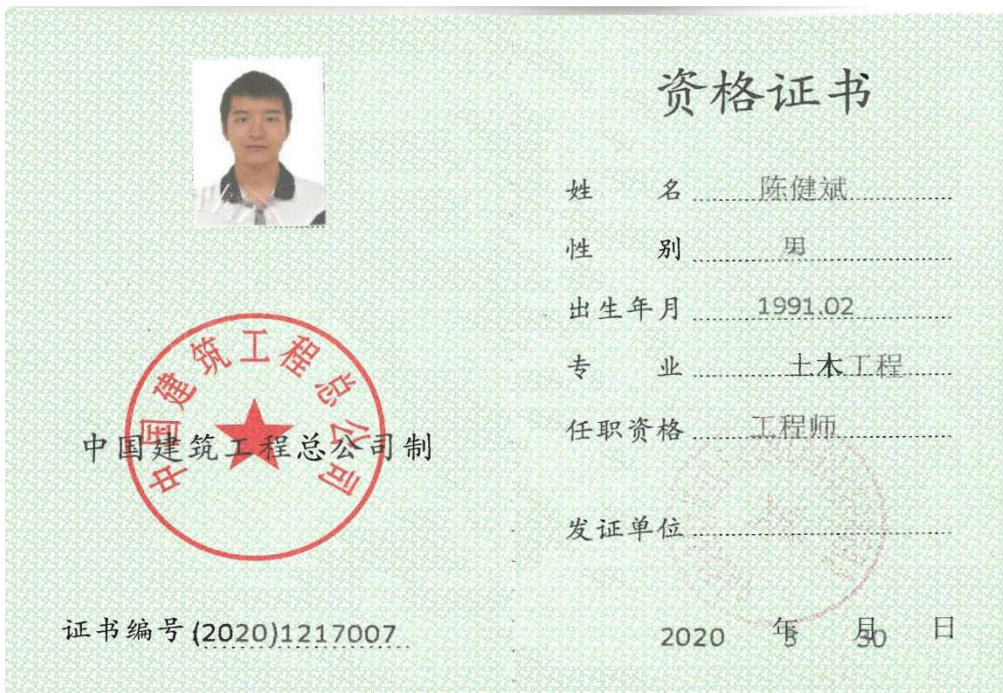 中国建筑工程总公司
中国建筑工程总公司制
证书编号(2020)1217007
资格证书
姓 名 陈健斌
性 别 男
出生年月 1991.02
专 业 土木工程
任职资格 工程师
发证单位
2020 年 5 月 30 日